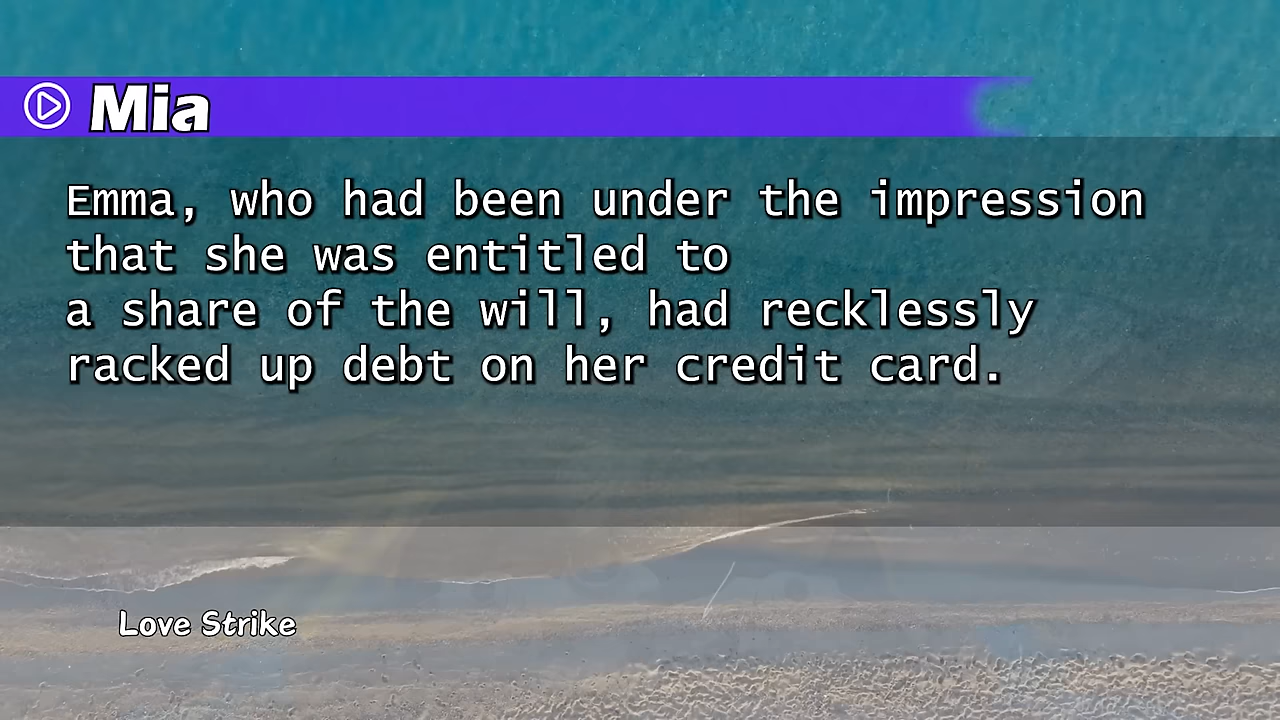 Mia
Emma, who had been under the impression
that she was entitled to
a share of the will, had recklessly
racked up debt on her credit card.
Love Strike